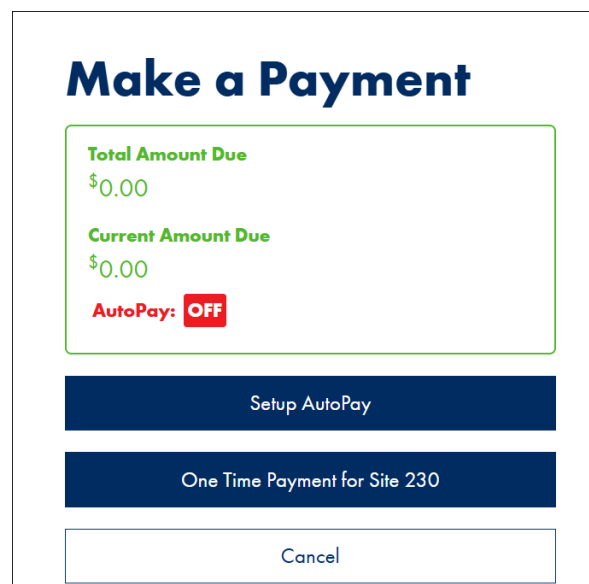 Make a Payment
Total Amount Due
$0.00
Current Amount Due
$0.00
AutoPay: OFF
Setup AutoPay
One Time Payment for Site 230
Cancel